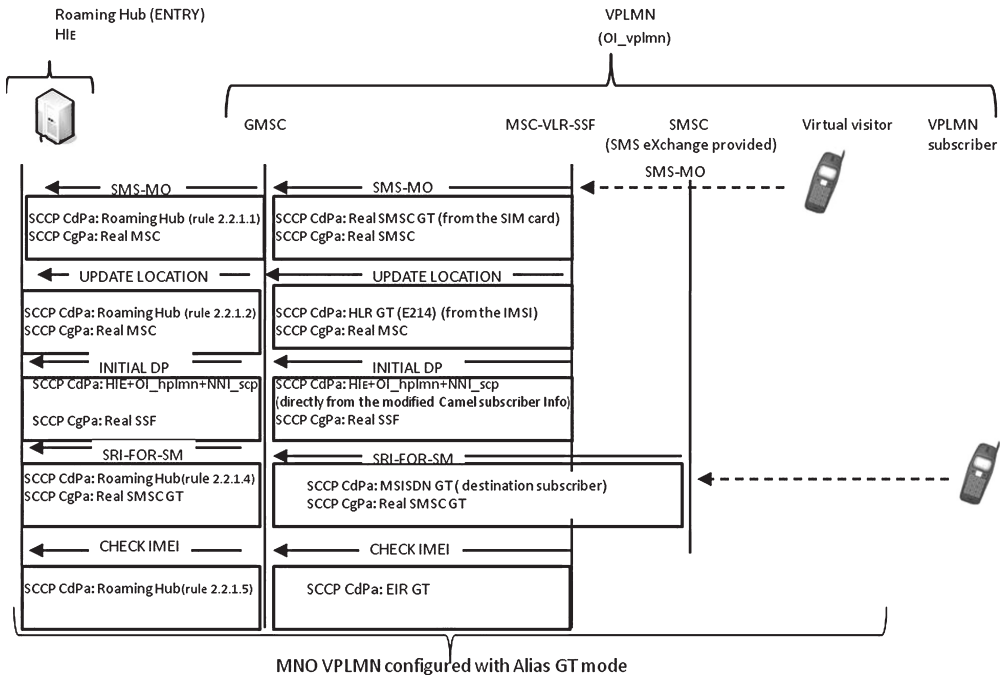 Roaming Hub (ENTRY)
HIE
VPLMN
(OI_vplmn)
GMSC
MSC-VLR-SSF
SMSC
(SMS eXchange provided)
Virtual visitor
VPLMN
subscriber
SMS-MO
SMS-MO
SMS-MO
SCCP CdPa: Roaming Hub (rule 2.2.1.1)
SCCP CgPa: Real MSC
SCCP CdPa: Real SMSC GT (from the SIM card)
SCCP CgPa: Real SMSC
UPDATE LOCATION
UPDATE LOCATION
SCCP CdPa: Roaming Hub (rule 2.2.1.2)
SCCP CgPa: Real MSC
SCCP CdPa: HLR GT (E214) (from the IMSI)
SCCP CgPa: Real MSC
INITIAL DP
INITIAL DP
SCCP CdPa: HIE+OI_hplmn+NNI_scp
SCCP CgPa: Real SSF
SCCP CdPa: HIE+OI_hplmn+NNI_scp
(directly from the modified Camel subscriber Info)
SCCP CgPa: Real SSF
SRI-FOR-SM
SRI-FOR-SM
SCCP CdPa: Roaming Hub(rule 2.2.1.4)
SCCP CgPa: Real SMSC GT
SCCP CdPa: MSISDN GT( destination subscriber)
SCCP CgPa: Real SMSC GT
CHECK IMEI
CHECK IMEI
SCCP CdPa: Roaming Hub(rule 2.2.1.5)
SCCP CdPa: EIR GT
MNO VPLMN configured with Alias GT mode